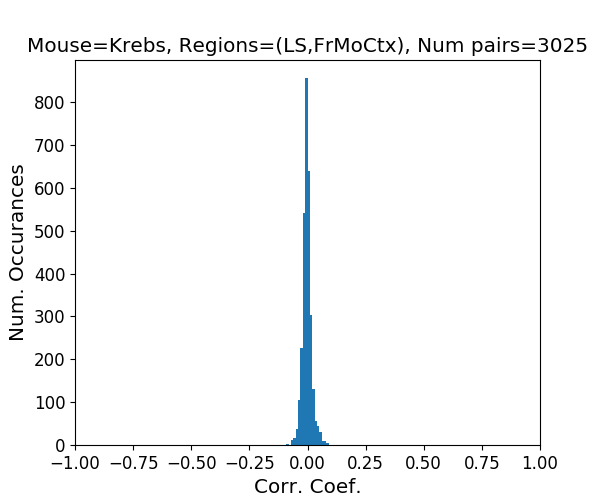 Mouse=Krebs, Regions=(LS,FrMoCtx), Num pairs=3025
Num. Occurances
800
700
600
500
400
300
200
100
0
−1.00 −0.75 −0.50 −0.25 0.00 0.25 0.50 0.75 1.00
Corr. Coef.